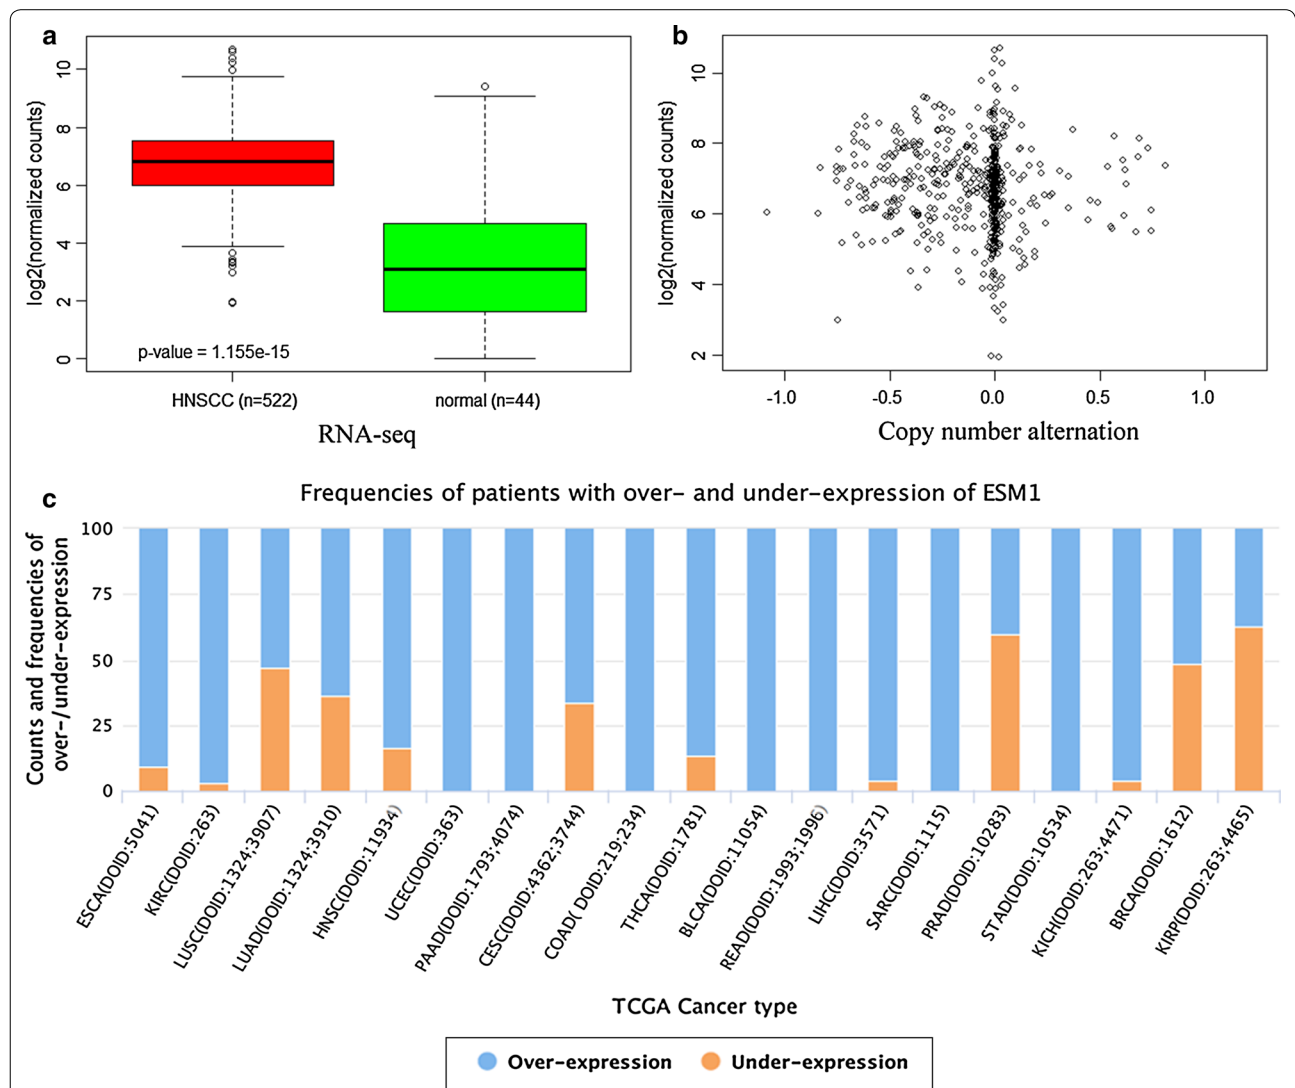 a
log2(normalized counts)
10
8
6
4
2
0
p-value = 1.155e-15
HNSCC (n=522)
normal (n=44)
RNA-seq
b
log2(normalized counts)
10
8
6
4
2
-1.0
-0.5
0.0
0.5
1.0
Copy number alternation
c
Frequencies of patients with over- and under-expression of ESM1
Counts and frequencies of
over-/under-expression
100
75
50
25
0
ESCA(DOID:5041)
KIRC(DOID:263)
LUSC(DOID:1324;3907)
LUAD(DOID:1324;3910)
HNSC(DOID:11934)
UCEC(DOID:363)
PAAD(DOID:1793;4074)
CESC(DOID:4362;3744)
COAD( DOID:219;234)
THCA(DOID:1781)
BLCA(DOID:11054)
READ(DOID:1993;1996)
LIHC(DOID:3571)
SARC(DOID:1115)
PRAD(DOID:10283)
STAD(DOID:10534)
KICH(DOID:263;4471)
BRCA(DOID:1612)
KIRP(DOID:263;4465)
TCGA Cancer type
Over-expression
Under-expression